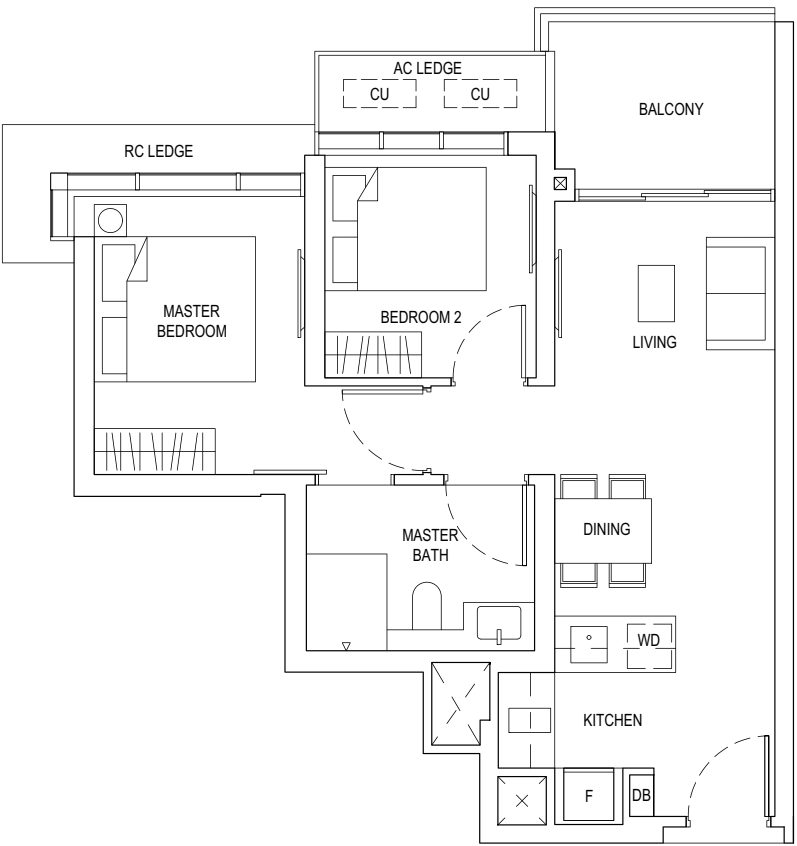 AC LEDGE
CU
CU
BALCONY
RC LEDGE
MASTER
BEDROOM
BEDROOM 2
LIVING
MASTER
BATH
DINING
WD
KITCHEN
F
DB